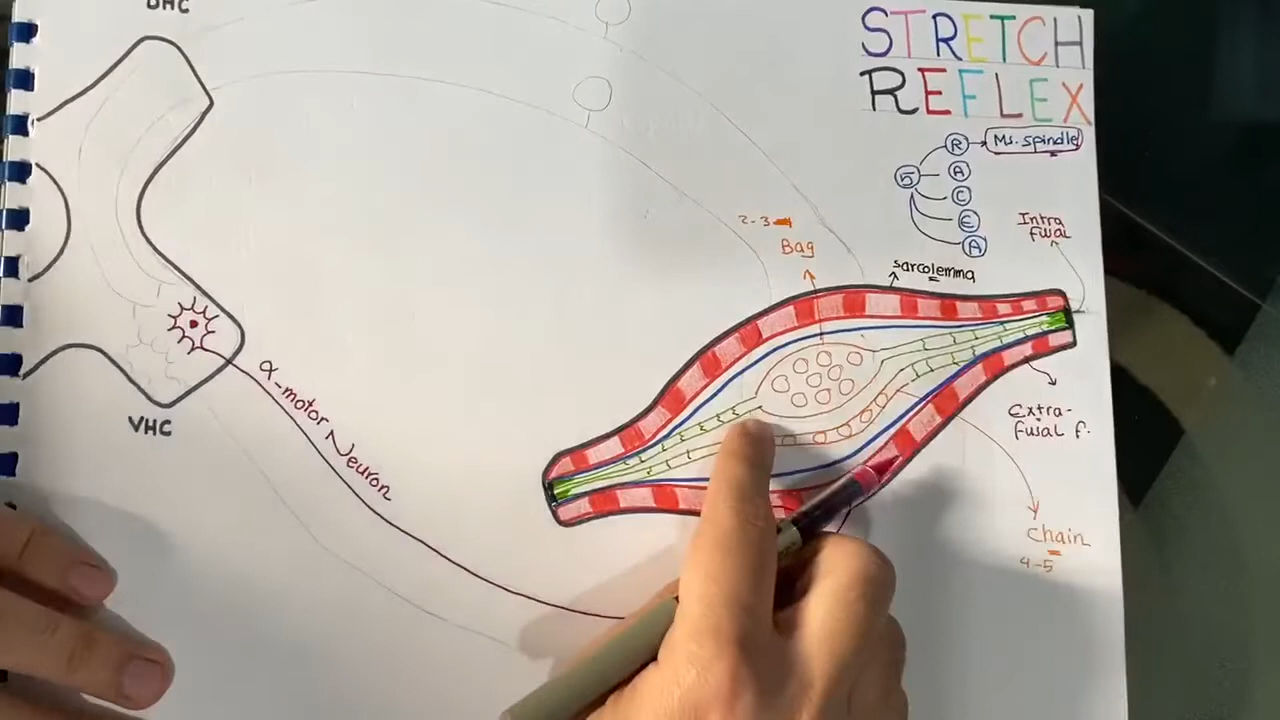 DHC
STRETCH
REFLEX
R
Ms. spindle
5
A
C
E
A
2-3
Bag
Sarcolemma
Intra
fusal
α-motor Neuron
VHC
Extra-
fusal f.
Chain
4-5